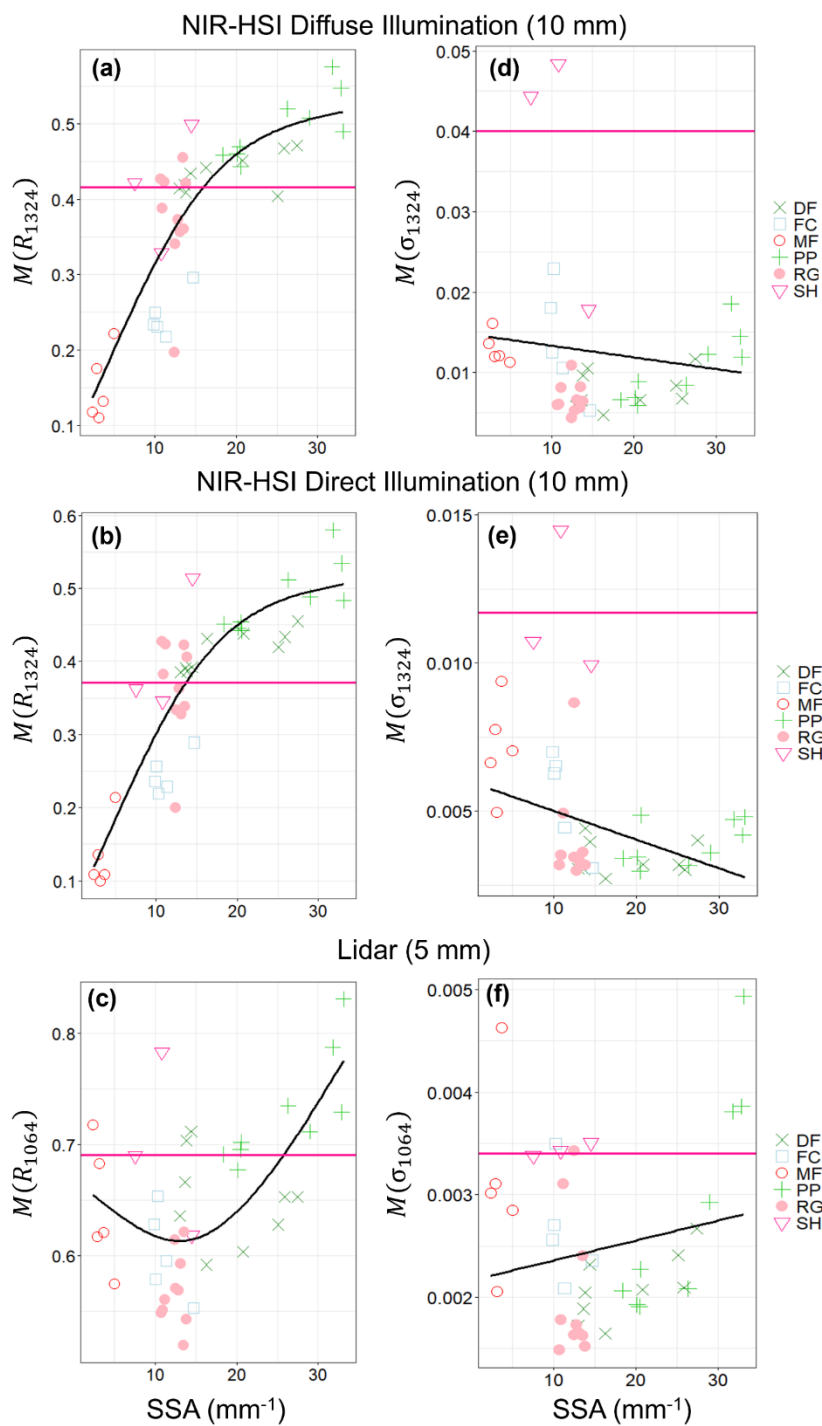 NIR-HSI Diffuse Illumination (10 mm)
(a)
M(R₁₃₂₄)
0.5
0.4
0.3
0.2
0.1
10
20
30
(d)
M(σ₁₃₂₄)
0.05
0.04
0.03
0.02
0.01
10
20
30
DF
FC
MF
PP
RG
SH
NIR-HSI Direct Illumination (10 mm)
(b)
M(R₁₃₂₄)
0.6
0.5
0.4
0.3
0.2
0.1
10
20
30
(e)
M(σ₁₃₂₄)
0.015
0.010
0.005
10
20
30
DF
FC
MF
PP
RG
SH
Lidar (5 mm)
(c)
M(R₁₀₆₄)
0.8
0.7
0.6
10
20
30
SSA (mm⁻¹)
(f)
M(σ₁₀₆₄)
0.005
0.004
0.003
0.002
10
20
30
SSA (mm⁻¹)
DF
FC
MF
PP
RG
SH